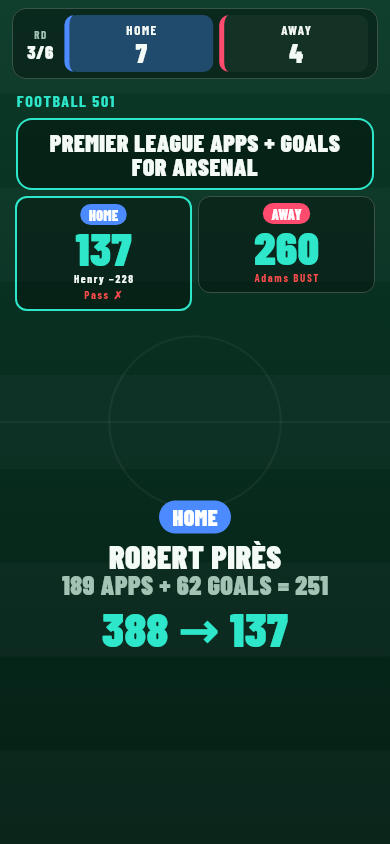 RD
3/6
HOME
7
AWAY
4
FOOTBALL 501
PREMIER LEAGUE APPS + GOALS
FOR ARSENAL
HOME
137
Henry −228
Pass ✗
AWAY
260
Adams BUST
HOME
ROBERT PIRÈS
189 APPS + 62 GOALS = 251
388 → 137